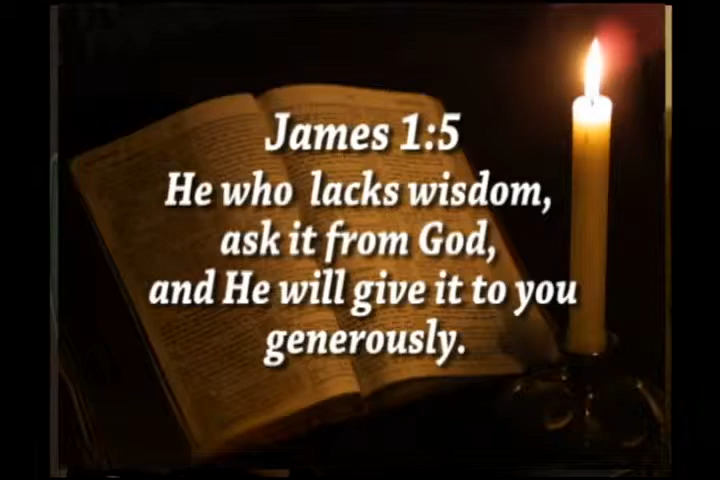 James 1:5
He who lacks wisdom,
ask it from God,
and He will give it to you
generously.